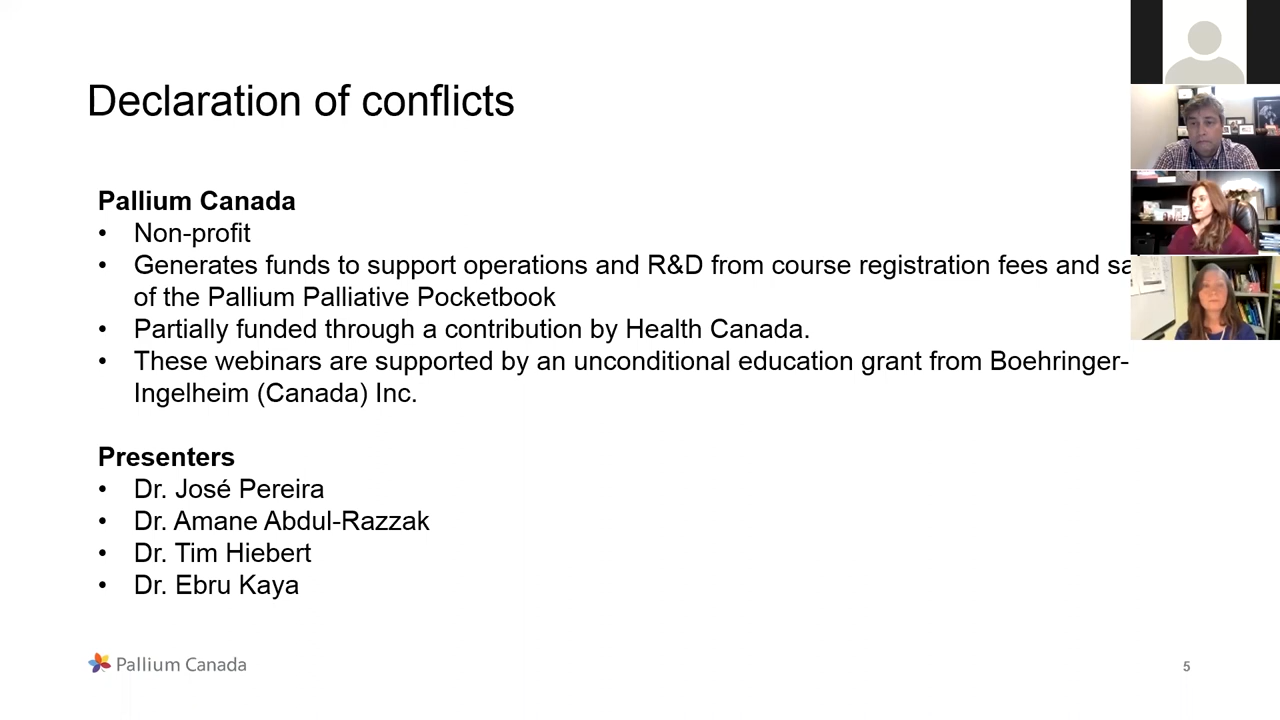 Declaration of conflicts
Pallium Canada
• Non-profit
• Generates funds to support operations and R&D from course registration fees and
of the Pallium Palliative Pocketbook
• Partially funded through a contribution by Health Canada.
• These webinars are supported by an unconditional education grant from Boehringer-
Ingelheim (Canada) Inc.
Presenters
• Dr. José Pereira
• Dr. Amane Abdul-Razzak
• Dr. Tim Hiebert
• Dr. Ebru Kaya
Pallium Canada
5